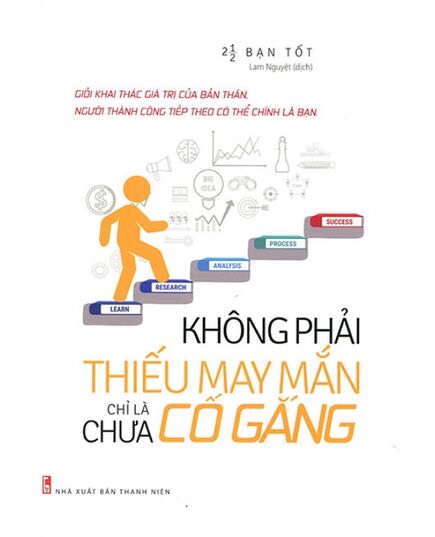 2 1/2 BẠN TỐT
Lam Nguyệt (dịch)
GIỎI KHAI THÁC GIÁ TRỊ CỦA BẢN THÂN,
NGƯỜI THÀNH CÔNG TIẾP THEO CÓ THỂ CHÍNH LÀ BẠN.
BIG
IDEA
SUCCESS
PROCESS
ANALYSIS
RESEARCH
LEARN
KHÔNG PHẢI
THIẾU MAY MẮN
CHỈ LÀ
CHƯA CỐ GẮNG
NHÀ XUẤT BẢN THANH NIÊN